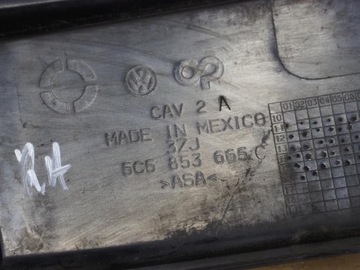 CAV 2 A
MADE IN MEXICO
3ZJ
5C6 853 665 C
>ASA<